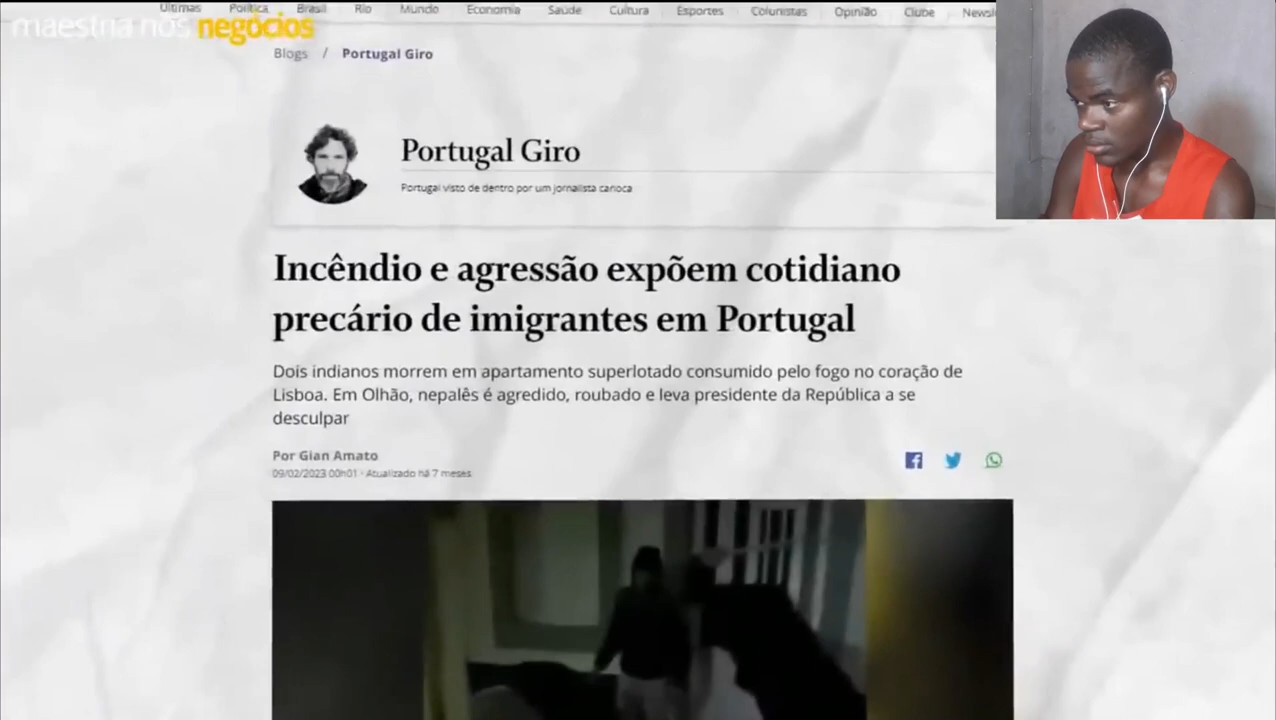 Últimas Política Brasil Rio Mundo Economia Saúde Cultura Esportes Colunistas Opinião Clube Newsl
maestria nos negócios
Blogs / Portugal Giro
Portugal Giro
Portugal visto de dentro por um jornalista carioca
Incêndio e agressão expõem cotidiano
precário de imigrantes em Portugal
Dois indianos morrem em apartamento superlotado consumido pelo fogo no coração de
Lisboa. Em Olhão, nepalês é agredido, roubado e leva presidente da República a se
desculpar
Por Gian Amato
09/02/2023 00h01 · Atualizado há 7 meses